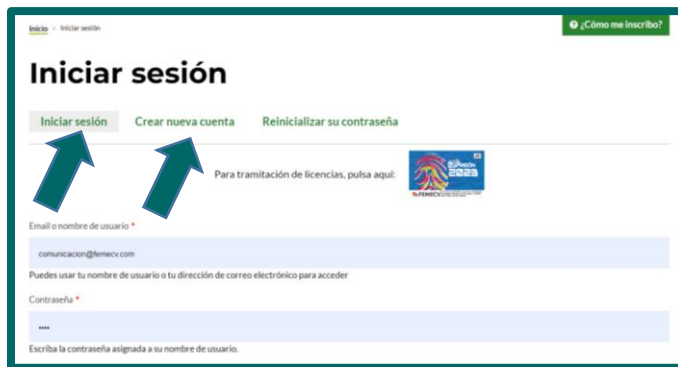 Inicio › Iniciar sesión
¿Cómo me inscribo?
Iniciar sesión
Iniciar sesión Crear nueva cuenta Reinicializar su contraseña
Para tramitación de licencias, pulsa aquí:
2023
FEMECV
Email o nombre de usuario *
comunicacion@femecv.com
Puedes usar tu nombre de usuario o tu dirección de correo electrónico para acceder
Contraseña *
••••
Escriba la contraseña asignada a su nombre de usuario.